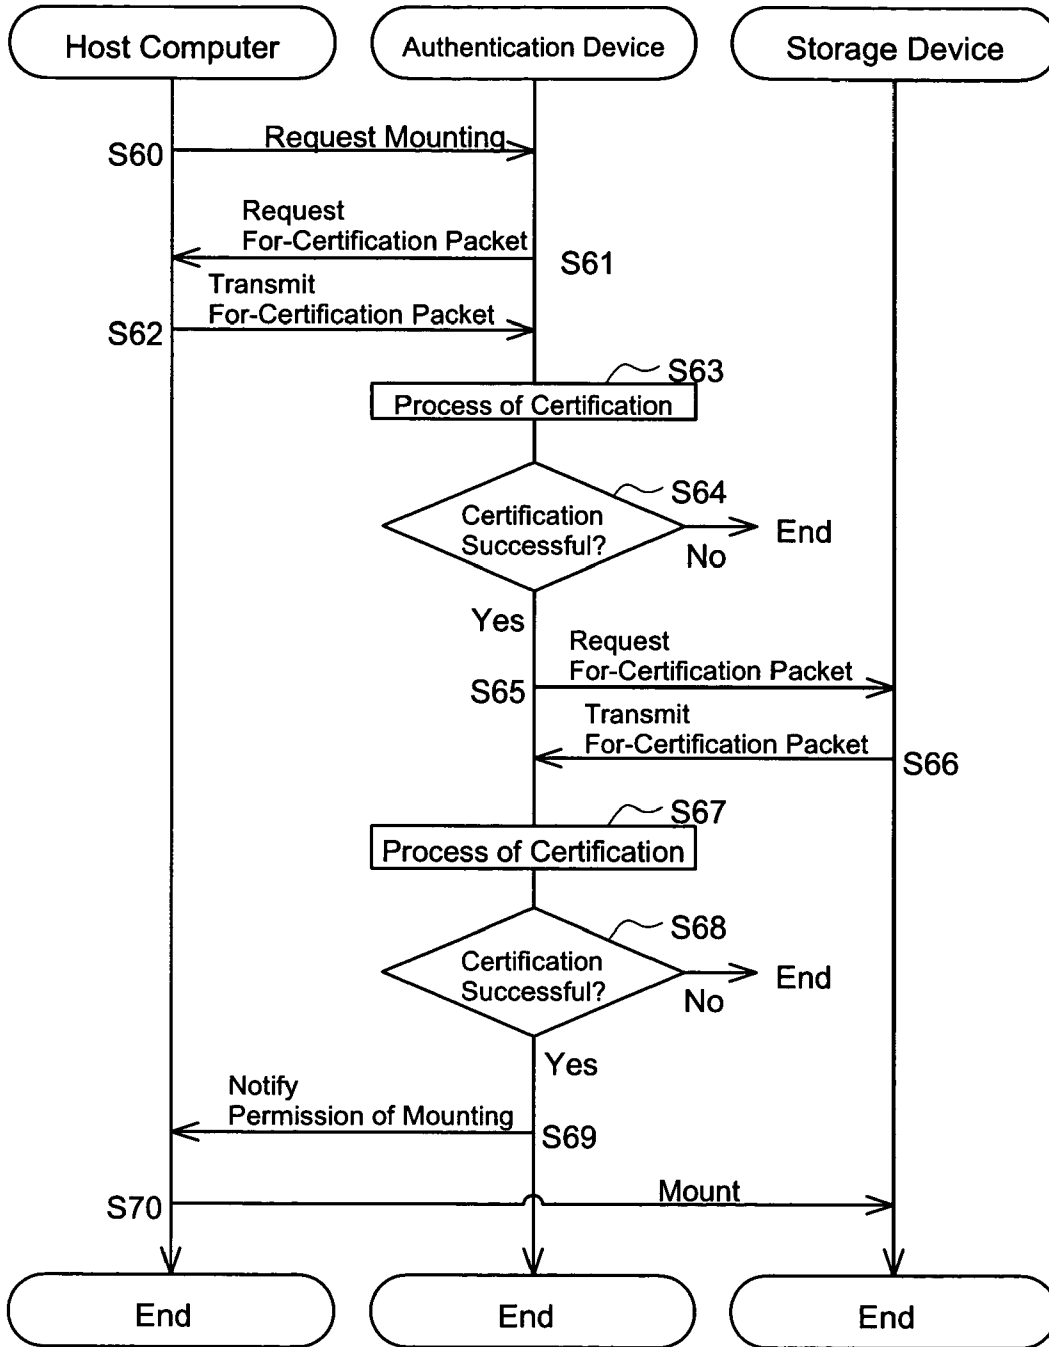 Host Computer
Authentication Device
Storage Device
Request Mounting
S60
Request
For-Certification Packet
S61
Transmit
For-Certification Packet
S62
S63
Process of Certification
S64
Certification
Successful?
End
No
Yes
Request
For-Certification Packet
S65
Transmit
For-Certification Packet
S66
S67
Process of Certification
S68
Certification
Successful?
End
No
Yes
Notify
Permission of Mounting
S69
Mount
S70
End
End
End